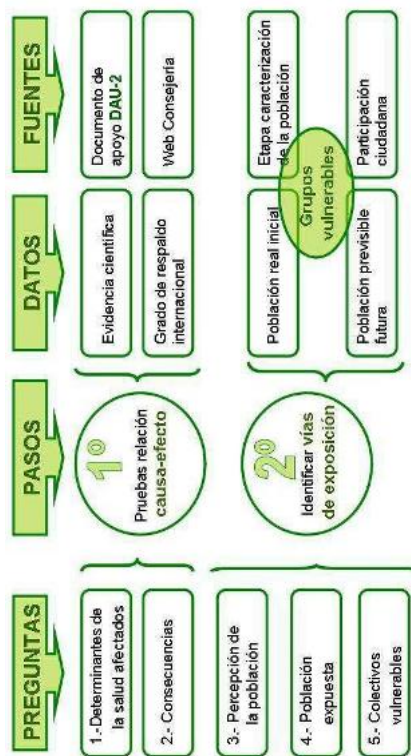 PREGUNTAS
PASOS
DATOS
FUENTES
1.- Determinantes de
la salud afectados
2.- Consecuencias
1º
Pruebas relación
causa-efecto
Evidencia científica
Grado de respaldo
internacional
Documento de
apoyo DAU-2
Web Consejería
3.- Percepción de
la población
4.- Población
expuesta
5.- Colectivos
vulnerables
2º
Identificar vías
de exposición
Población real inicial
Población previsible
futura
Grupos
vulnerables
Etapa caracterización
de la población
Participación
ciudadana